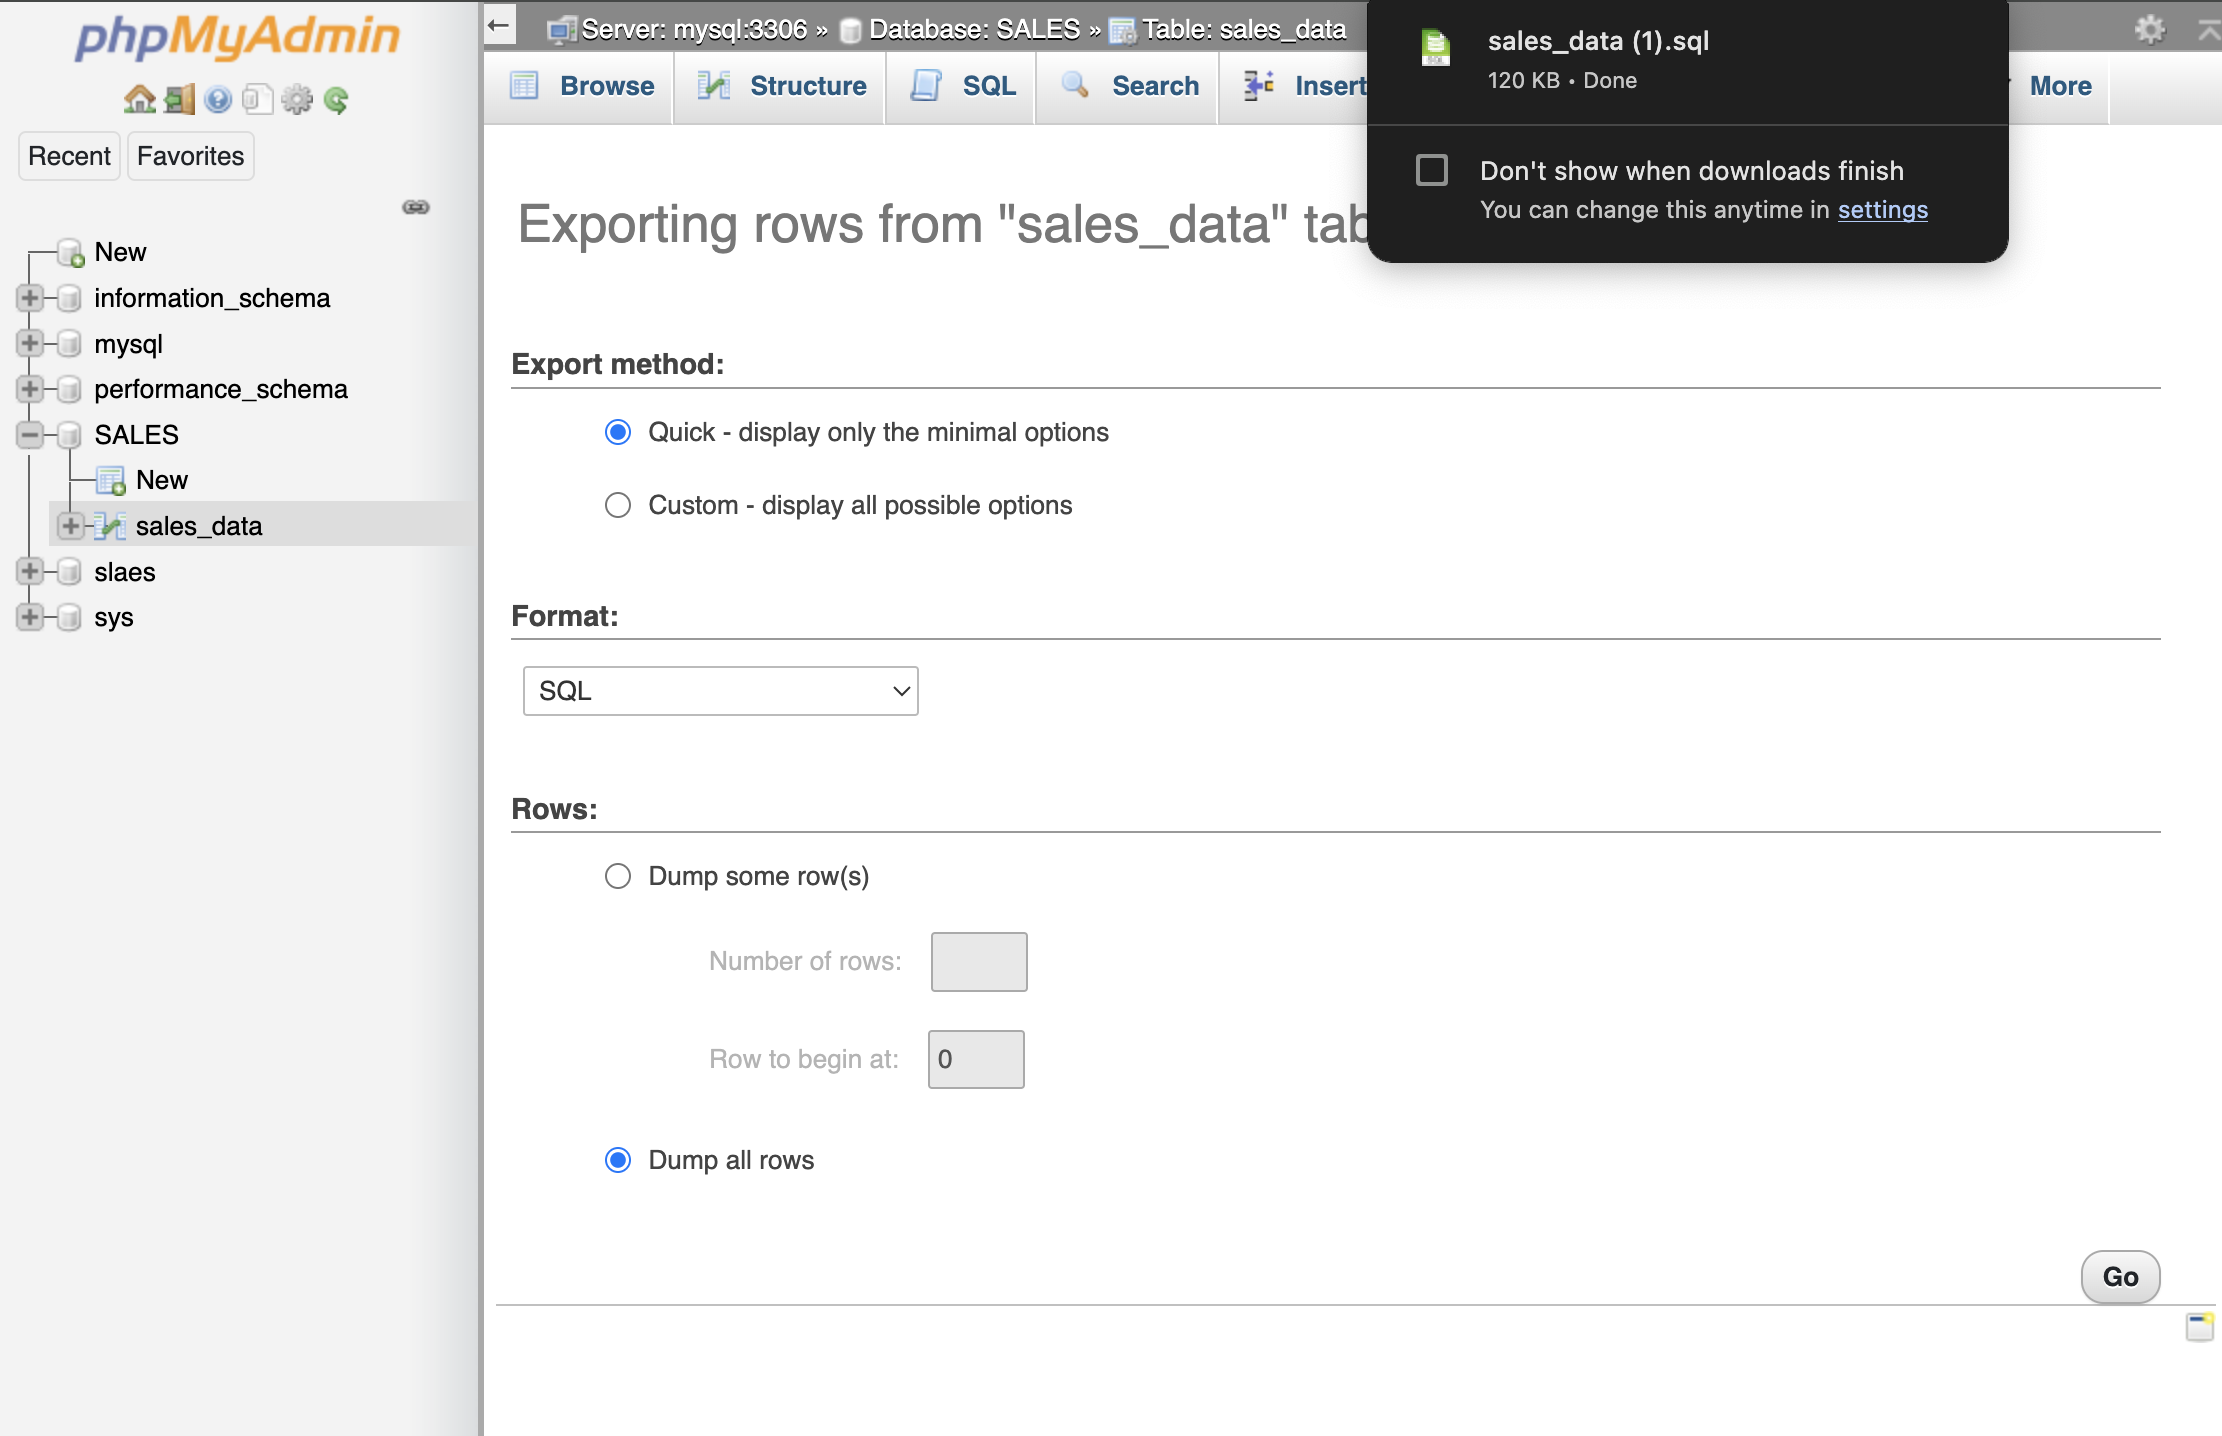 phpMyAdmin
Recent
Favorites
New
information_schema
mysql
performance_schema
SALES
New
sales_data
slaes
sys
Server: mysql:3306 » Database: SALES » Table: sales_data
Browse
Structure
SQL
Search
Insert
More
sales_data (1).sql
120 KB • Done
Don't show when downloads finish
You can change this anytime in settings
Exporting rows from "sales_data" tab
Export method:
Quick - display only the minimal options
Custom - display all possible options
Format:
SQL
Rows:
Dump some row(s)
Number of rows:
Row to begin at: 0
Dump all rows
Go